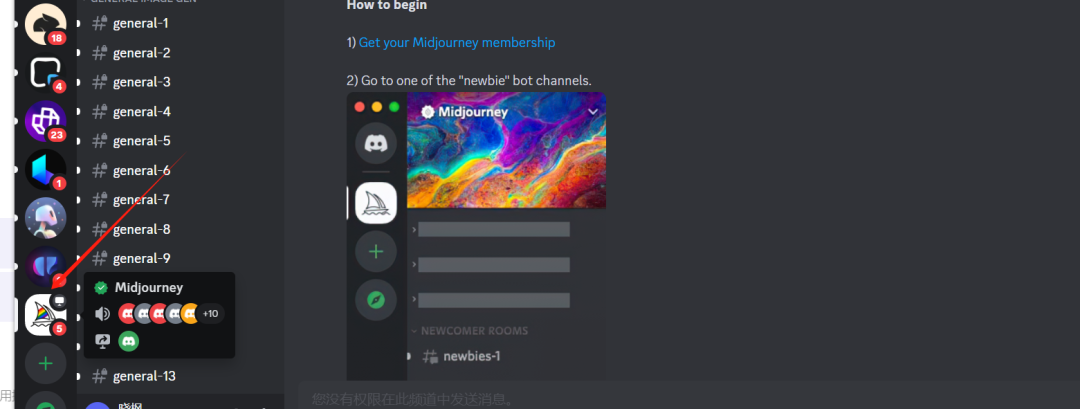 GENERAL IMAGE GEN
general-1
general-2
general-3
general-4
general-5
general-6
general-7
general-8
general-9
general-13
18
4
23
1
5
Midjourney
+10
晓枫
用
How to begin
1) Get your Midjourney membership
2) Go to one of the "newbie" bot channels.
Midjourney
NEWCOMER ROOMS
newbies-1
您没有权限在此频道中发送消息。